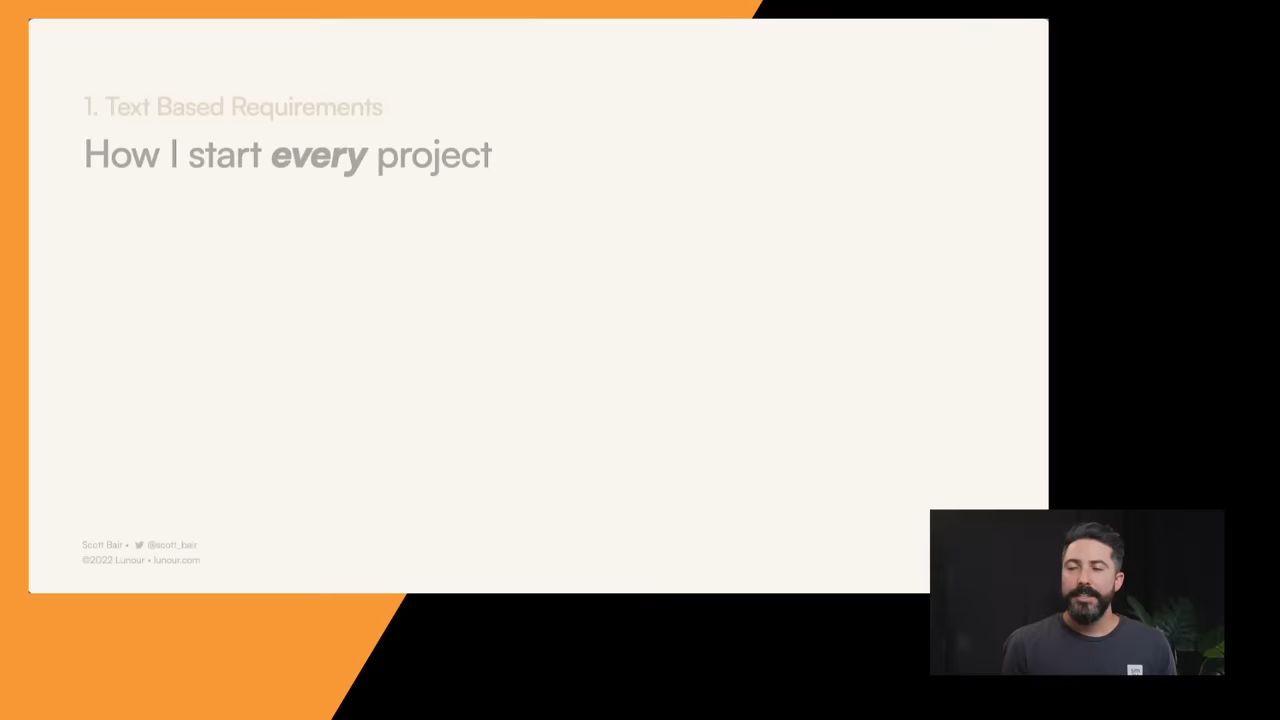 1. Text Based Requirements
How I start every project
Scott Bair • @scott_bair
©2022 Lunour • lunour.com